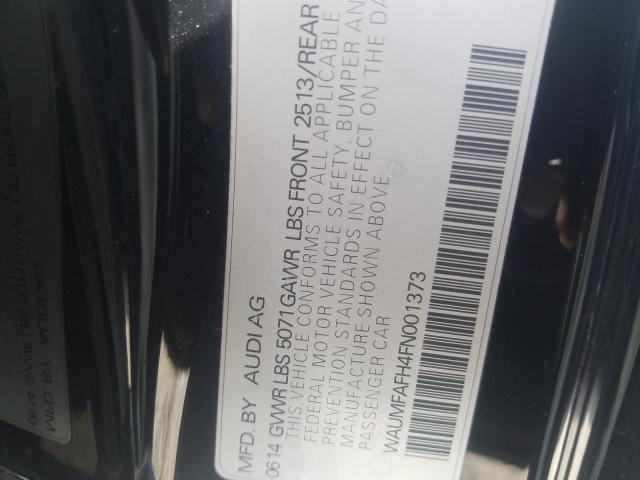 MFD. BY AUDI AG
0614 GVWR LBS 5071 GAWR LBS FRONT 2513/REAR
THIS VEHICLE CONFORMS TO ALL APPLICABLE
FEDERAL MOTOR VEHICLE SAFETY, BUMPER AN
PREVENTION STANDARDS IN EFFECT ON THE DA
MANUFACTURE SHOWN ABOVE
PASSENGER CAR
WAUMFAFH4FN001373